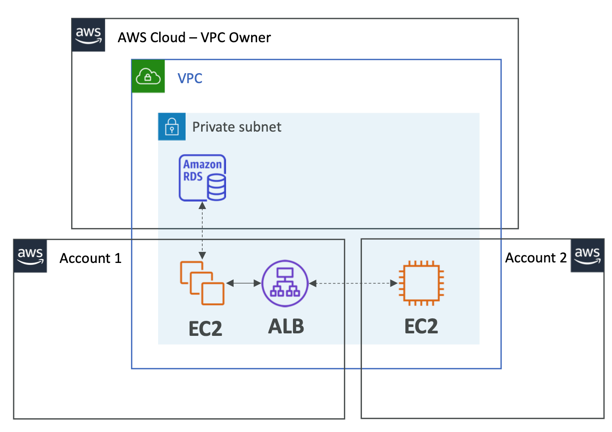 aws
AWS Cloud – VPC Owner
VPC
Private subnet
Amazon
RDS
aws
Account 1
Account 2
aws
EC2
ALB
EC2